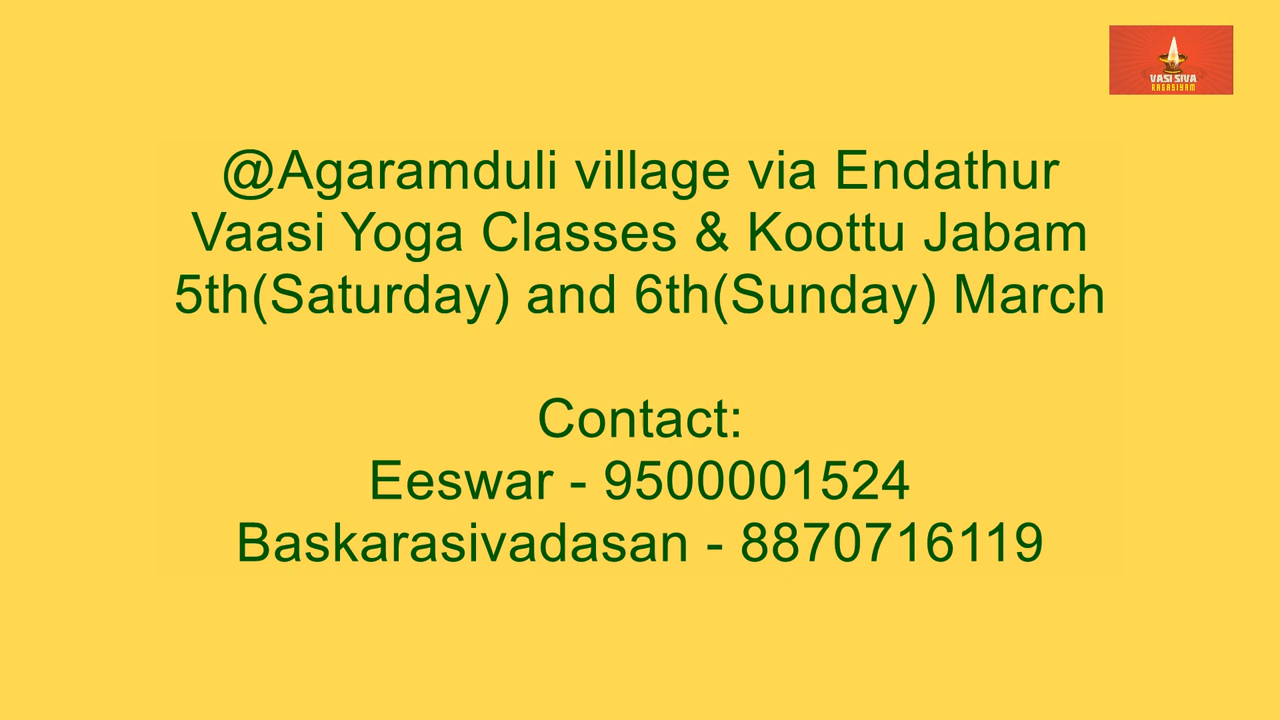 VASI SIVA
RAGASIYAM
@Agaramduli village via Endathur
Vaasi Yoga Classes & Koottu Jabam
5th(Saturday) and 6th(Sunday) March
Contact:
Eeswar - 9500001524
Baskarasivadasan - 8870716119